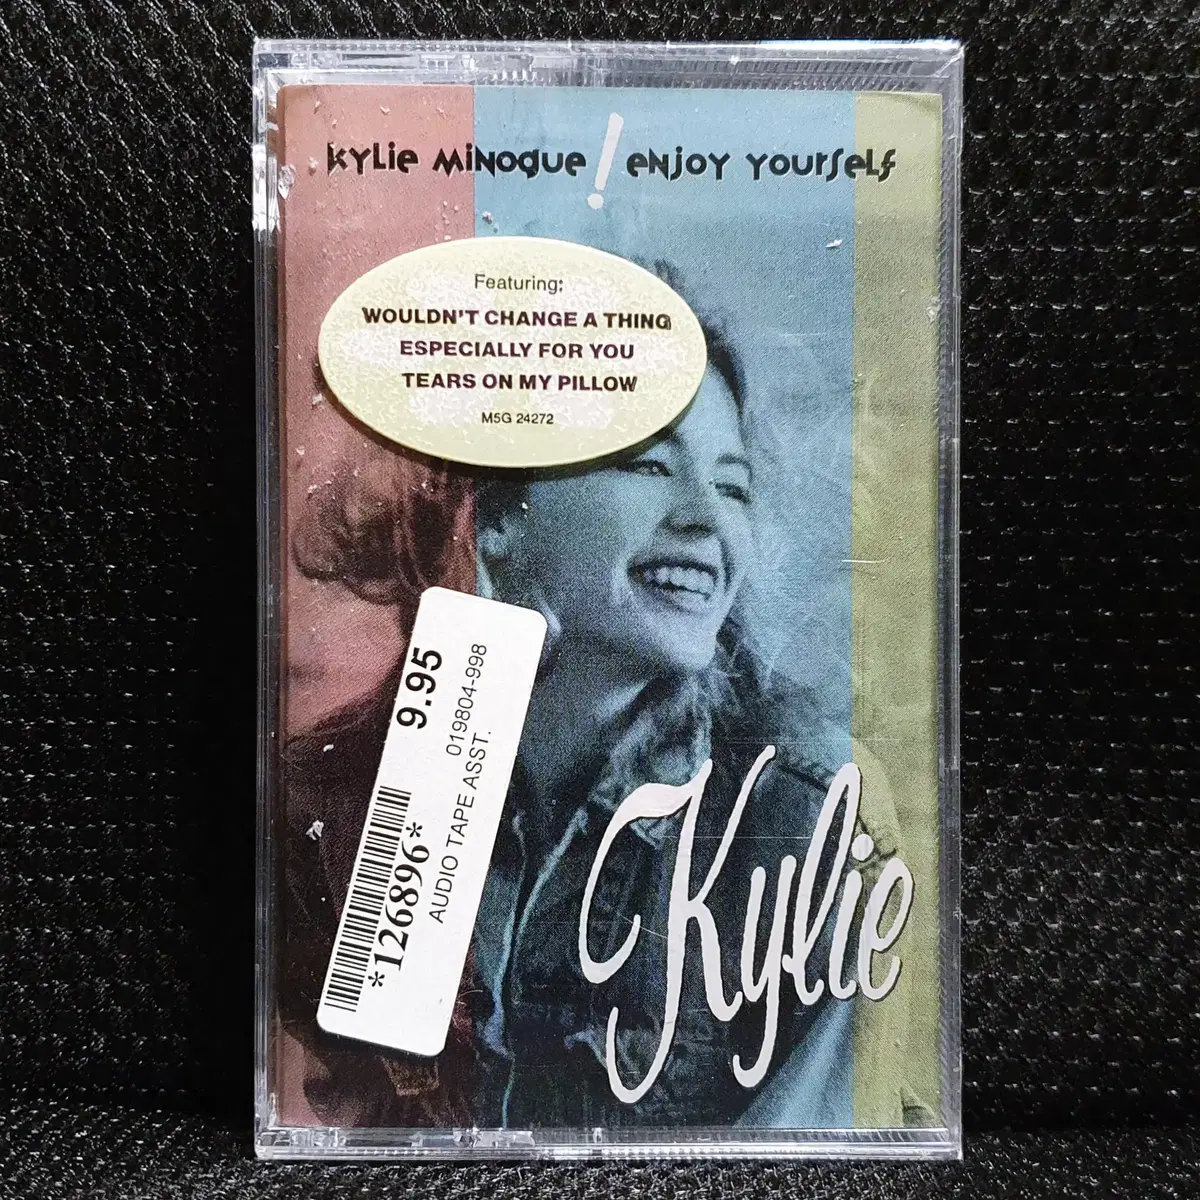 KYLIE MINOGUE ! ENJOY YOURSELF
Featuring:
WOULDN'T CHANGE A THING
ESPECIALLY FOR YOU
TEARS ON MY PILLOW
M5G 24272
9.95
019804-998
AUDIO TAPE ASST.
*126896*
Kylie